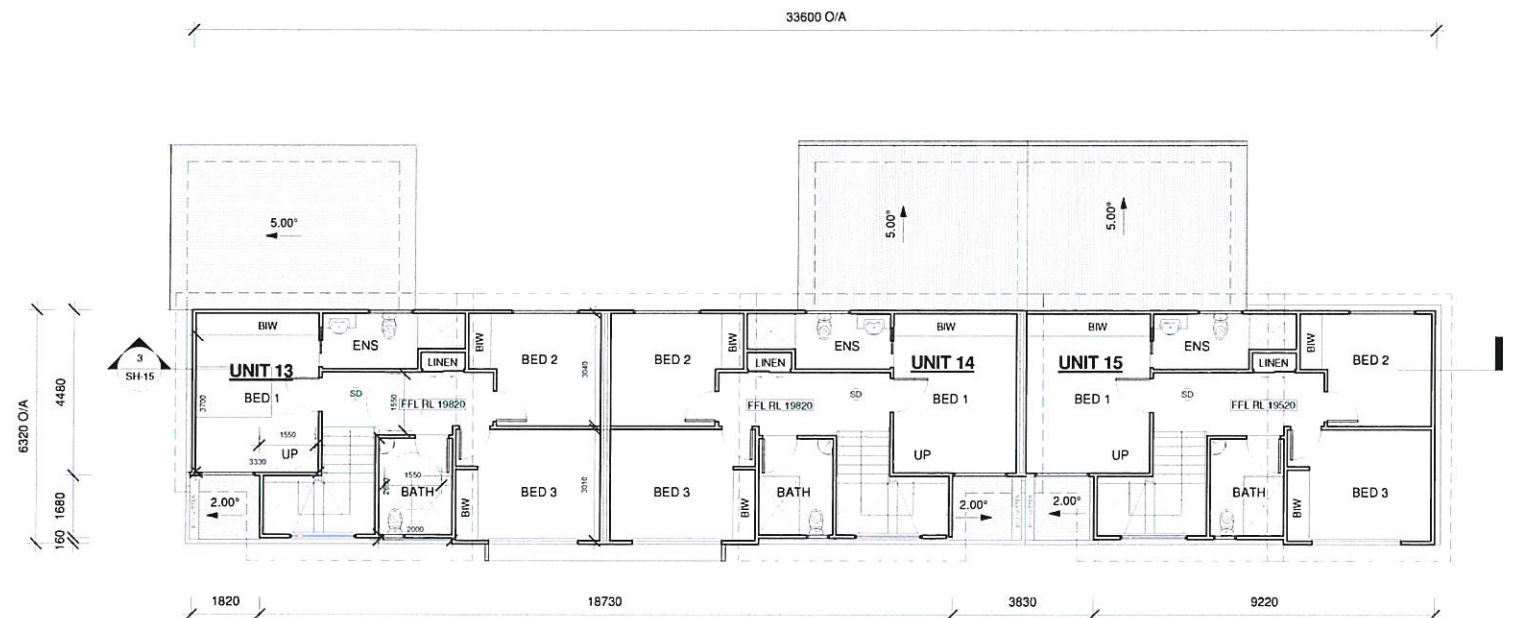 33600 O/A
5.00°
5.00°
5.00°
BIW
ENS
LINEN
BIW
BED 2
BED 2
BIW
LINEN
ENS
BIW
BIW
ENS
LINEN
BIW
BED 2
3
SH-15
UNIT 13
UNIT 14
UNIT 15
BED 1
SD
FFL RL 19820
FFL RL 19820
SD
BED 1
BED 1
SD
FFL RL 19520
3700
1550
3040
1550
3330
UP
UP
UP
1550
BATH
BIW
BED 3
3010
BED 3
BIW
BATH
BATH
BIW
BED 3
2000
2.00°
2.00°
2.00°
6320 O/A
4480
1680
160
1820
18730
3830
9220